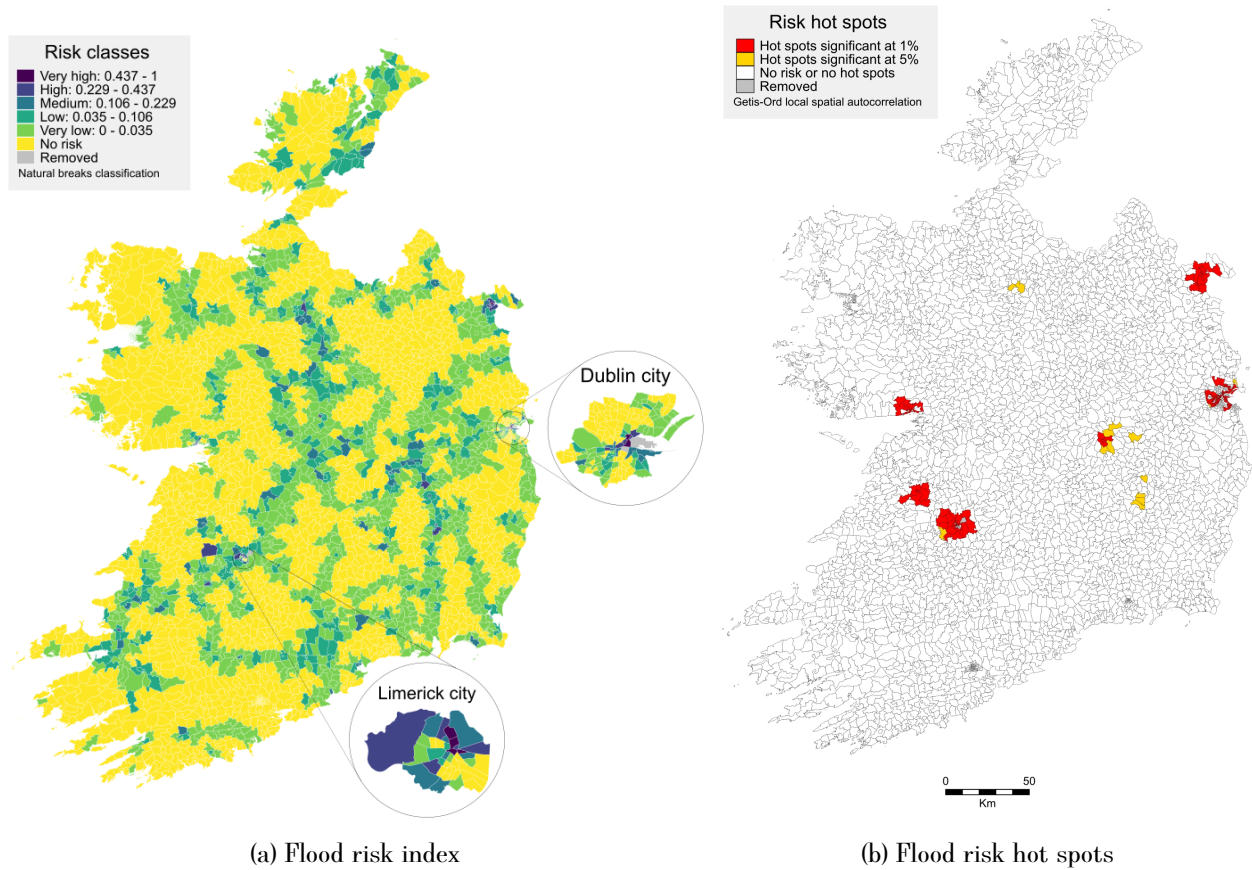 Risk classes
Very high: 0.437 - 1
High: 0.229 - 0.437
Medium: 0.106 - 0.229
Low: 0.035 - 0.106
Very low: 0 - 0.035
No risk
Removed
Natural breaks classification
Dublin city
Limerick city
(a) Flood risk index
Risk hot spots
Hot spots significant at 1%
Hot spots significant at 5%
No risk or no hot spots
Removed
Getis-Ord local spatial autocorrelation
0 50
Km
(b) Flood risk hot spots